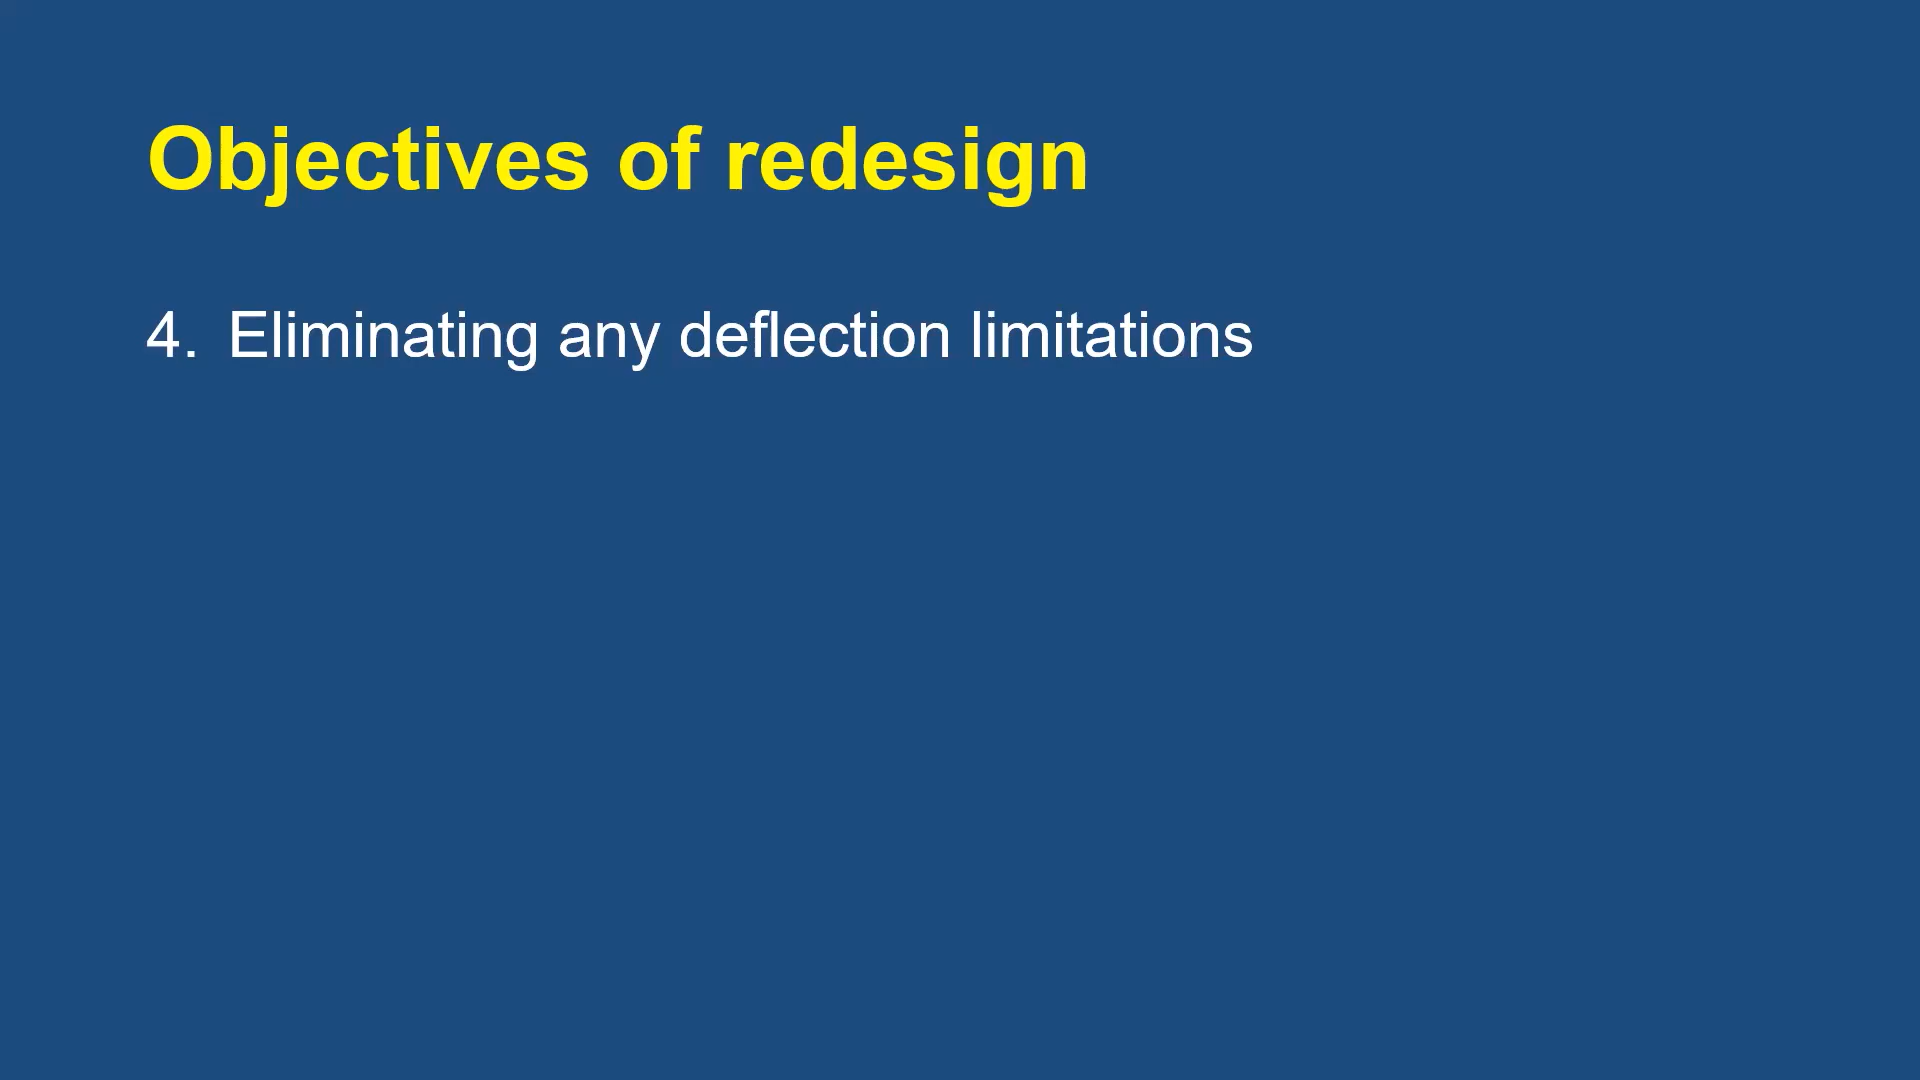 Objectives of redesign
4. Eliminating any deflection limitations